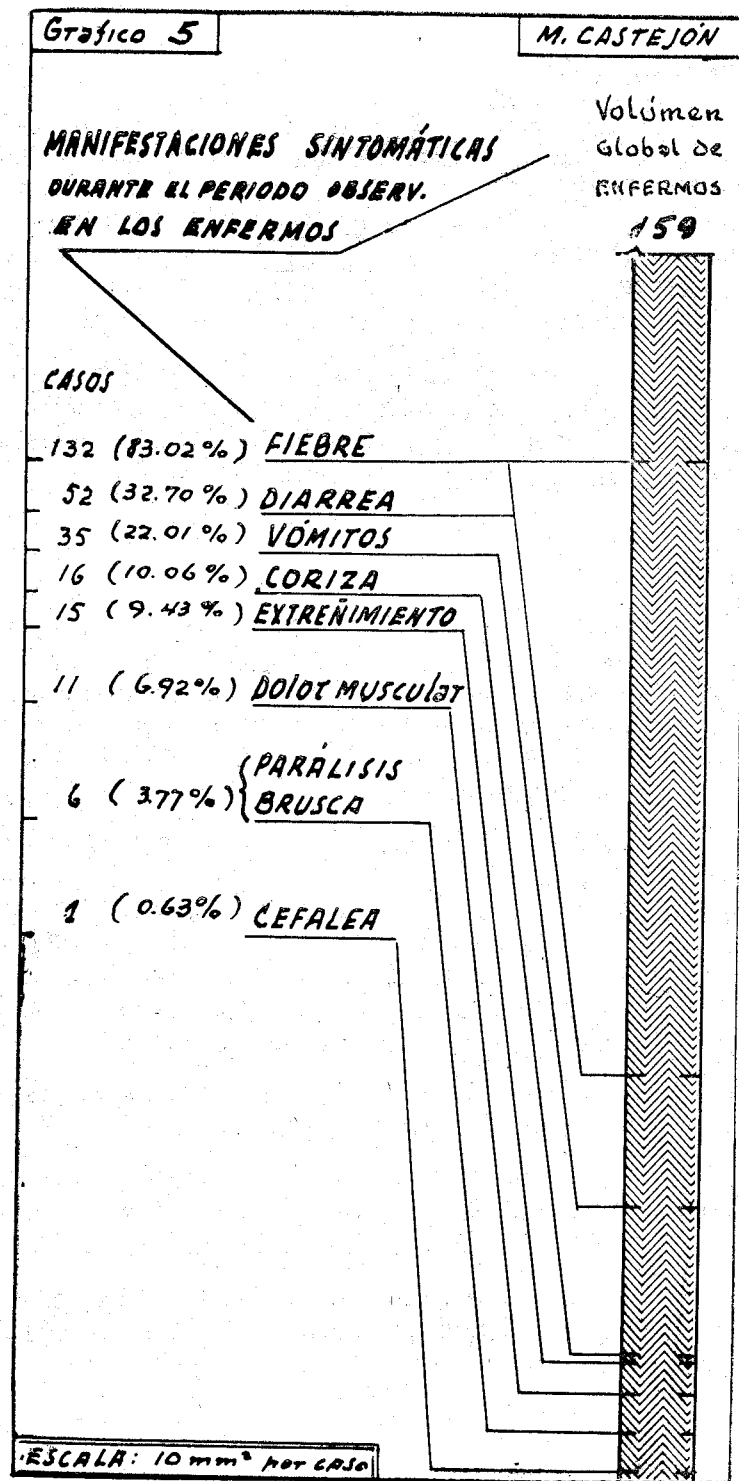 Gráfico 5
M. CASTEJÓN
MANIFESTACIONES SINTOMÁTICAS
DURANTE EL PERIODO OBSERV.
EN LOS ENFERMOS
Volúmen
Global de
ENFERMOS
159
CASOS
132 (83.02%) FIEBRE
52 (32.70%) DIARREA
35 (22.01%) VÓMITOS
16 (10.06%) CORIZA
15 (9.43%) EXTREÑIMIENTO
11 (6.92%) DOLOr MUSCULar
6 (3.77%) PARÁLISIS
BRUSCA
1 (0.63%) CEFALEA
ESCALA: 10 mm² por CASO